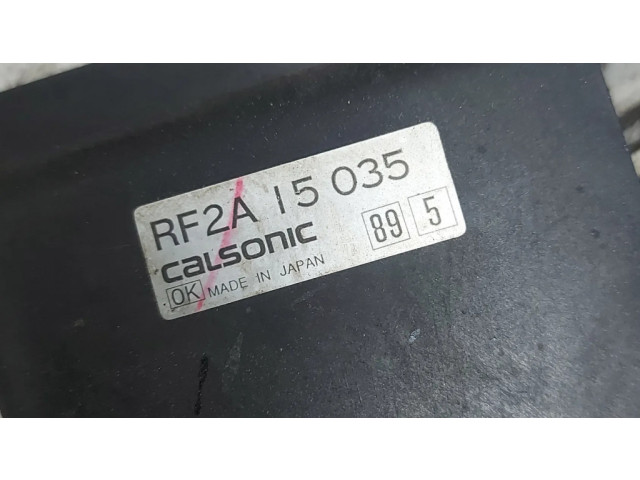 RF2A 15 035
calsonic 89 5
OK MADE IN JAPAN